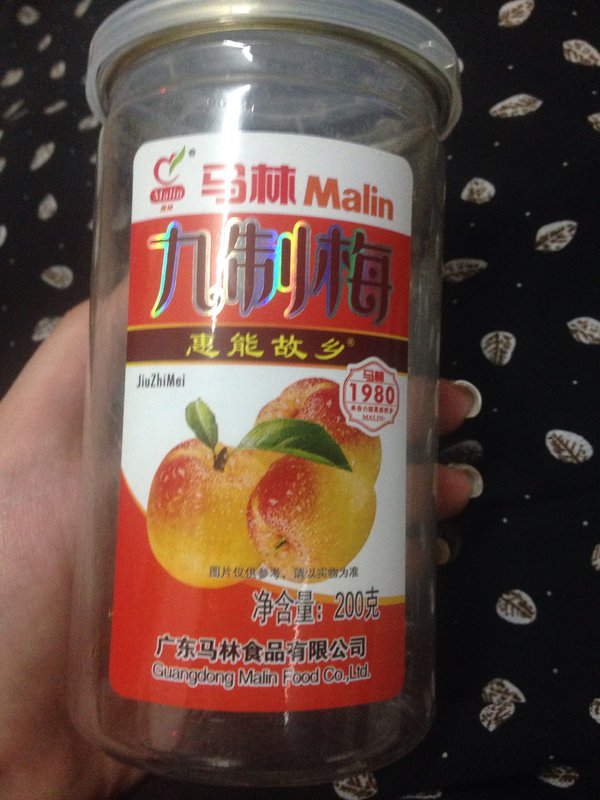 Malin
马林 Malin
九制梅
惠能故乡®
JiuZhiMei
马林
1980
MALIN
图片仅供参考，请以实物为准
净含量：200克
广东马林食品有限公司
Guangdong Malin Food Co.,Ltd.